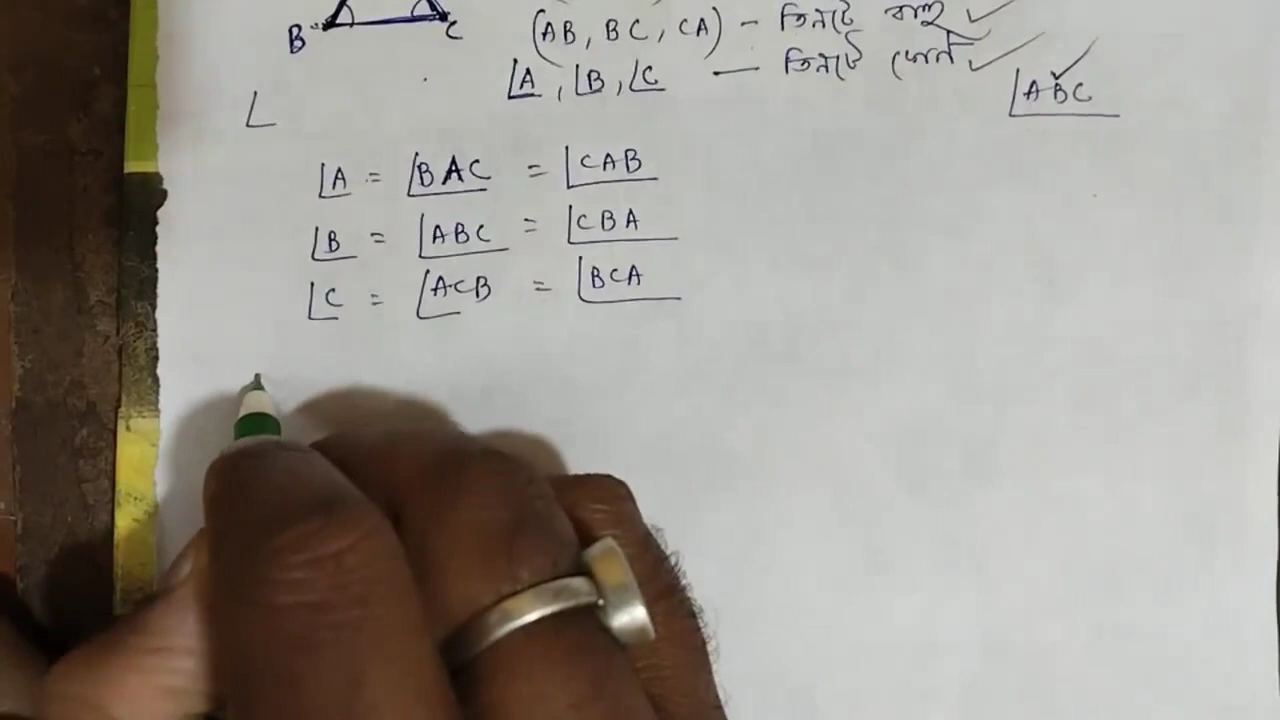 B C
(AB, BC, CA) - তিনটে বাহু ✓
∠A, ∠B, ∠C — তিনটে কোন ✓
∠ABC ✓
∠
∠A = ∠BAC = ∠CAB
∠B = ∠ABC = ∠CBA
∠C = ∠ACB = ∠BCA